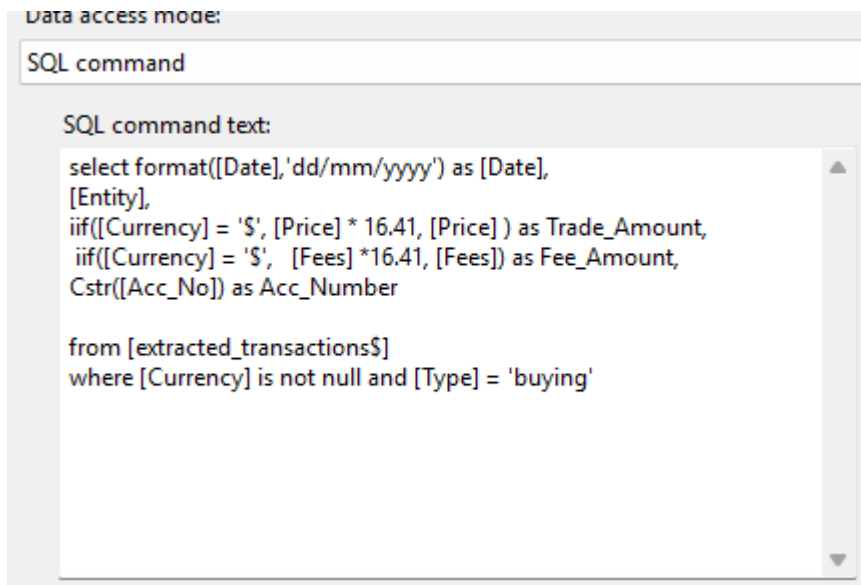 Data access mode:
SQL command
SQL command text:
select format([Date],'dd/mm/yyyy') as [Date],
[Entity],
iif([Currency] = '$', [Price] * 16.41, [Price] ) as Trade_Amount,
 iif([Currency] = '$',   [Fees] *16.41, [Fees]) as Fee_Amount,
Cstr([Acc_No]) as Acc_Number
from [extracted_transactions$]
where [Currency] is not null and [Type] = 'buying'